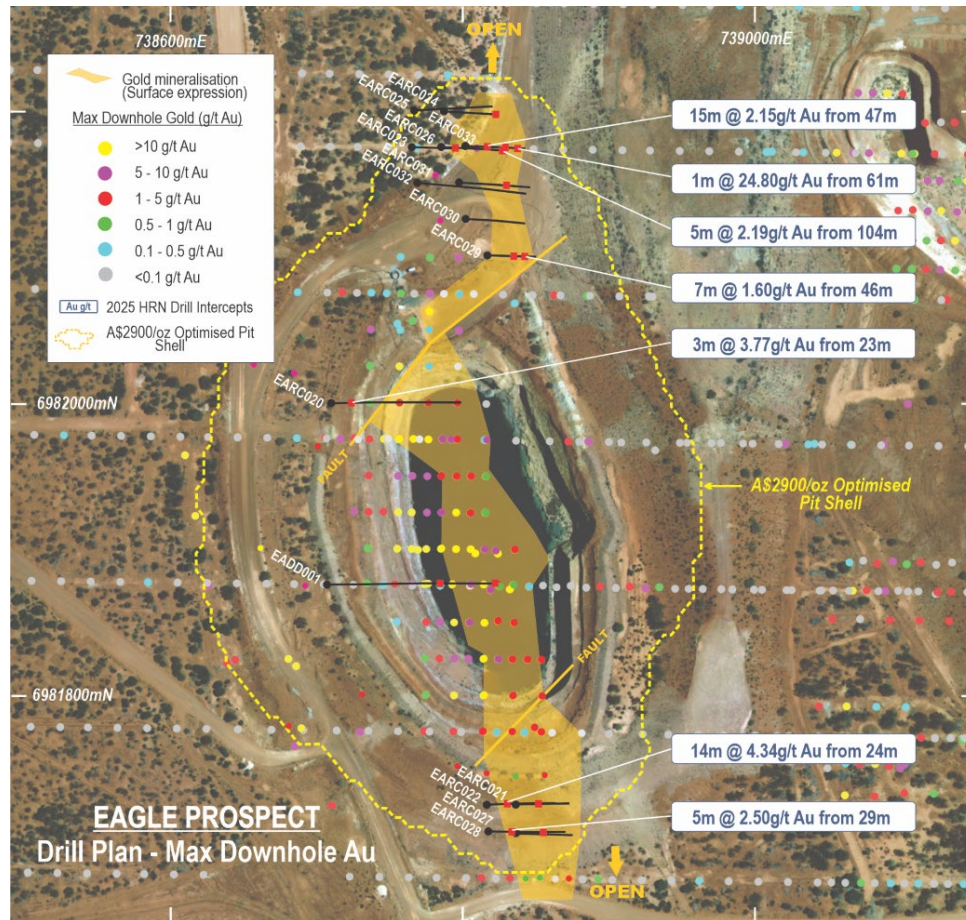 OPEN
738600mE
739000mE
Gold mineralisation
(Surface expression)
Max Downhole Gold (g/t Au)
>10 g/t Au
5 - 10 g/t Au
1 - 5 g/t Au
0.5 - 1 g/t Au
0.1 - 0.5 g/t Au
<0.1 g/t Au
Au g/t
2025 HRN Drill Intercepts
A$2900/oz Optimised Pit
Shell
EARC024
EARC025
EARC033
EARC026
EARC023
EARC031
EARC032
EARC030
EARC029
15m @ 2.15g/t Au from 47m
1m @ 24.80g/t Au from 61m
5m @ 2.19g/t Au from 104m
7m @ 1.60g/t Au from 46m
3m @ 3.77g/t Au from 23m
EARC020
6982000mN
FAULT
A$2900/oz Optimised
Pit Shell
EADD001
FAULT
6981800mN
EARC021
EARC022
EARC027
EARC028
14m @ 4.34g/t Au from 24m
5m @ 2.50g/t Au from 29m
EAGLE PROSPECT
Drill Plan - Max Downhole Au
OPEN